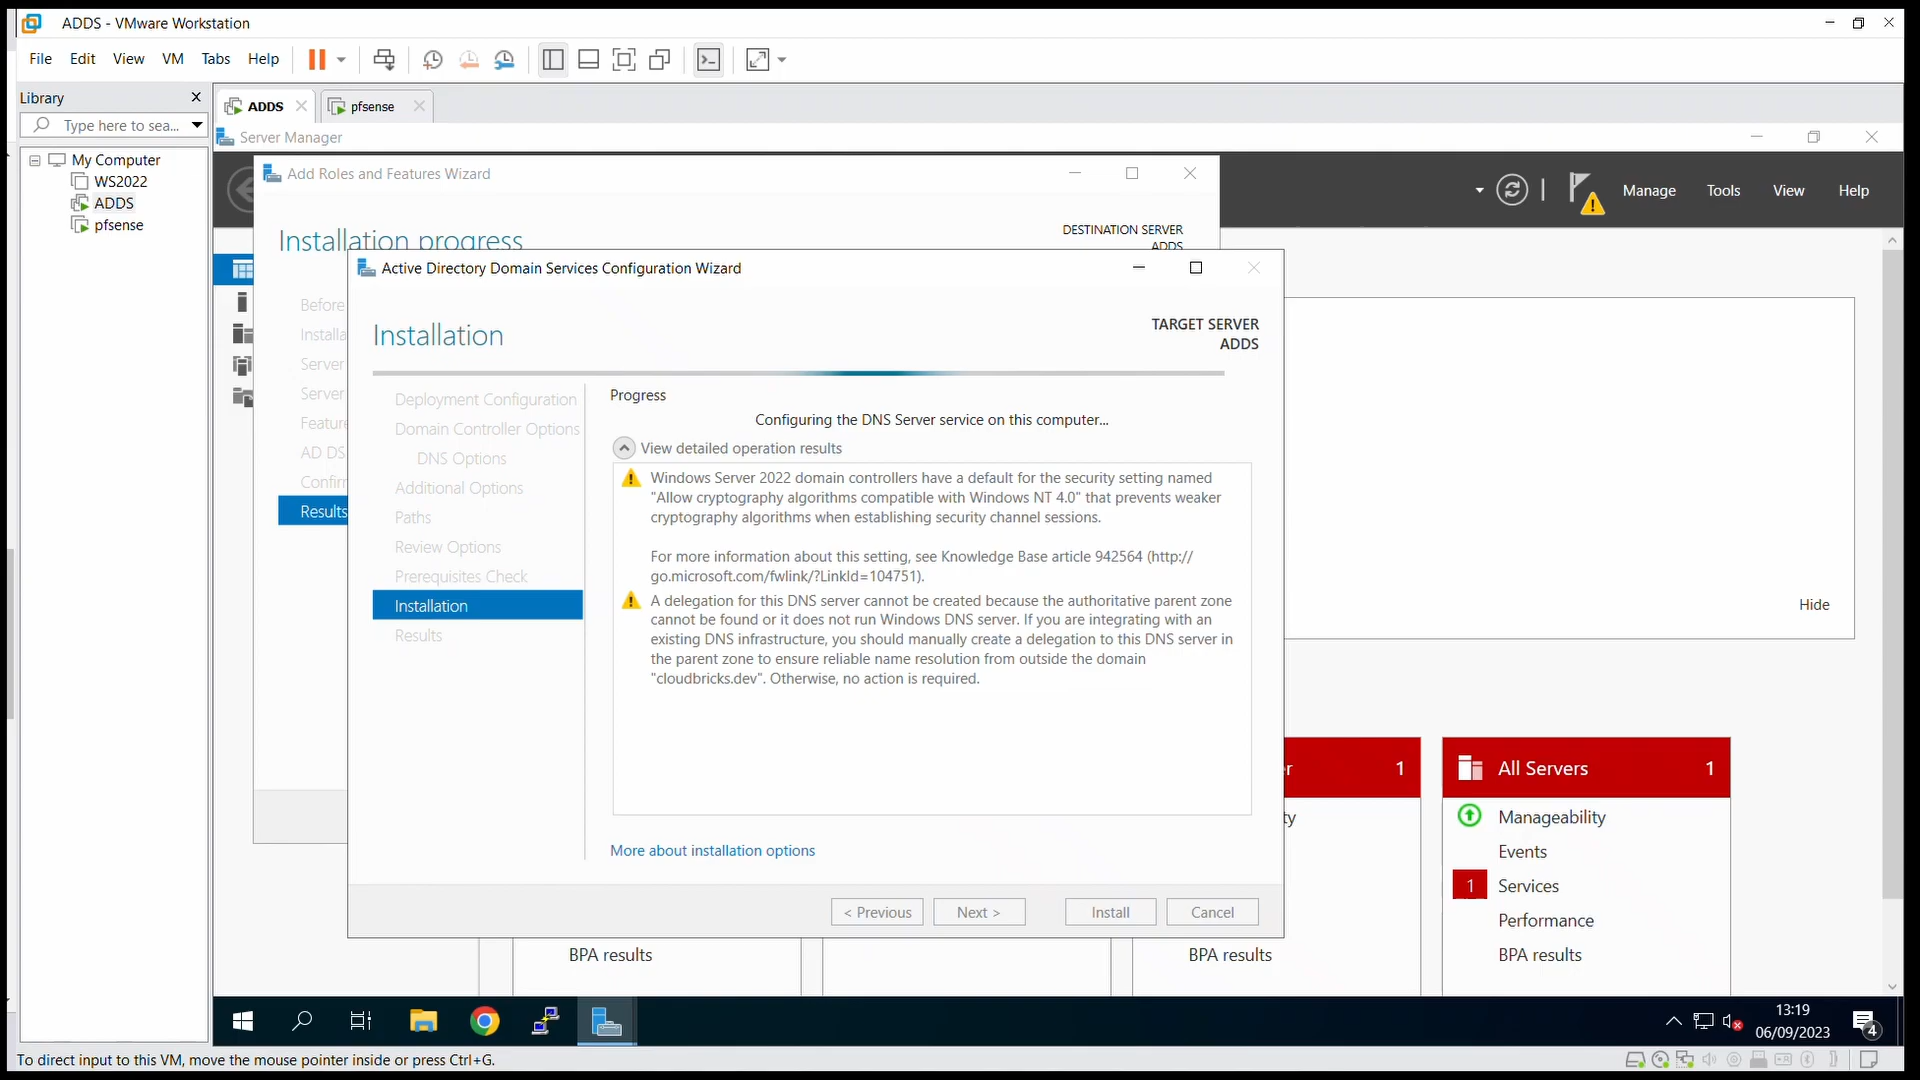 ADDS - VMware Workstation
File Edit View VM Tabs Help
Library
Type here to sea...
My Computer
WS2022
ADDS
pfsense
ADDS
pfsense
Server Manager
Manage Tools View Help
Add Roles and Features Wizard
Installation progress
DESTINATION SERVER
ADDS
Before
Installa
Server
Server
Feature
AD DS
Confirm
Results
Active Directory Domain Services Configuration Wizard
Installation
TARGET SERVER
ADDS
Deployment Configuration
Domain Controller Options
DNS Options
Additional Options
Paths
Review Options
Prerequisites Check
Installation
Results
Progress
Configuring the DNS Server service on this computer...
View detailed operation results
Windows Server 2022 domain controllers have a default for the security setting named
"Allow cryptography algorithms compatible with Windows NT 4.0" that prevents weaker
cryptography algorithms when establishing security channel sessions.
For more information about this setting, see Knowledge Base article 942564 (http://
go.microsoft.com/fwlink/?LinkId=104751).
A delegation for this DNS server cannot be created because the authoritative parent zone
cannot be found or it does not run Windows DNS server. If you are integrating with an
existing DNS infrastructure, you should manually create a delegation to this DNS server in
the parent zone to ensure reliable name resolution from outside the domain
"cloudbricks.dev". Otherwise, no action is required.
More about installation options
< Previous Next > Install Cancel
Hide
r 1
ty
All Servers 1
Manageability
Events
1 Services
Performance
BPA results
BPA results
BPA results
13:19
06/09/2023
4
To direct input to this VM, move the mouse pointer inside or press Ctrl+G.